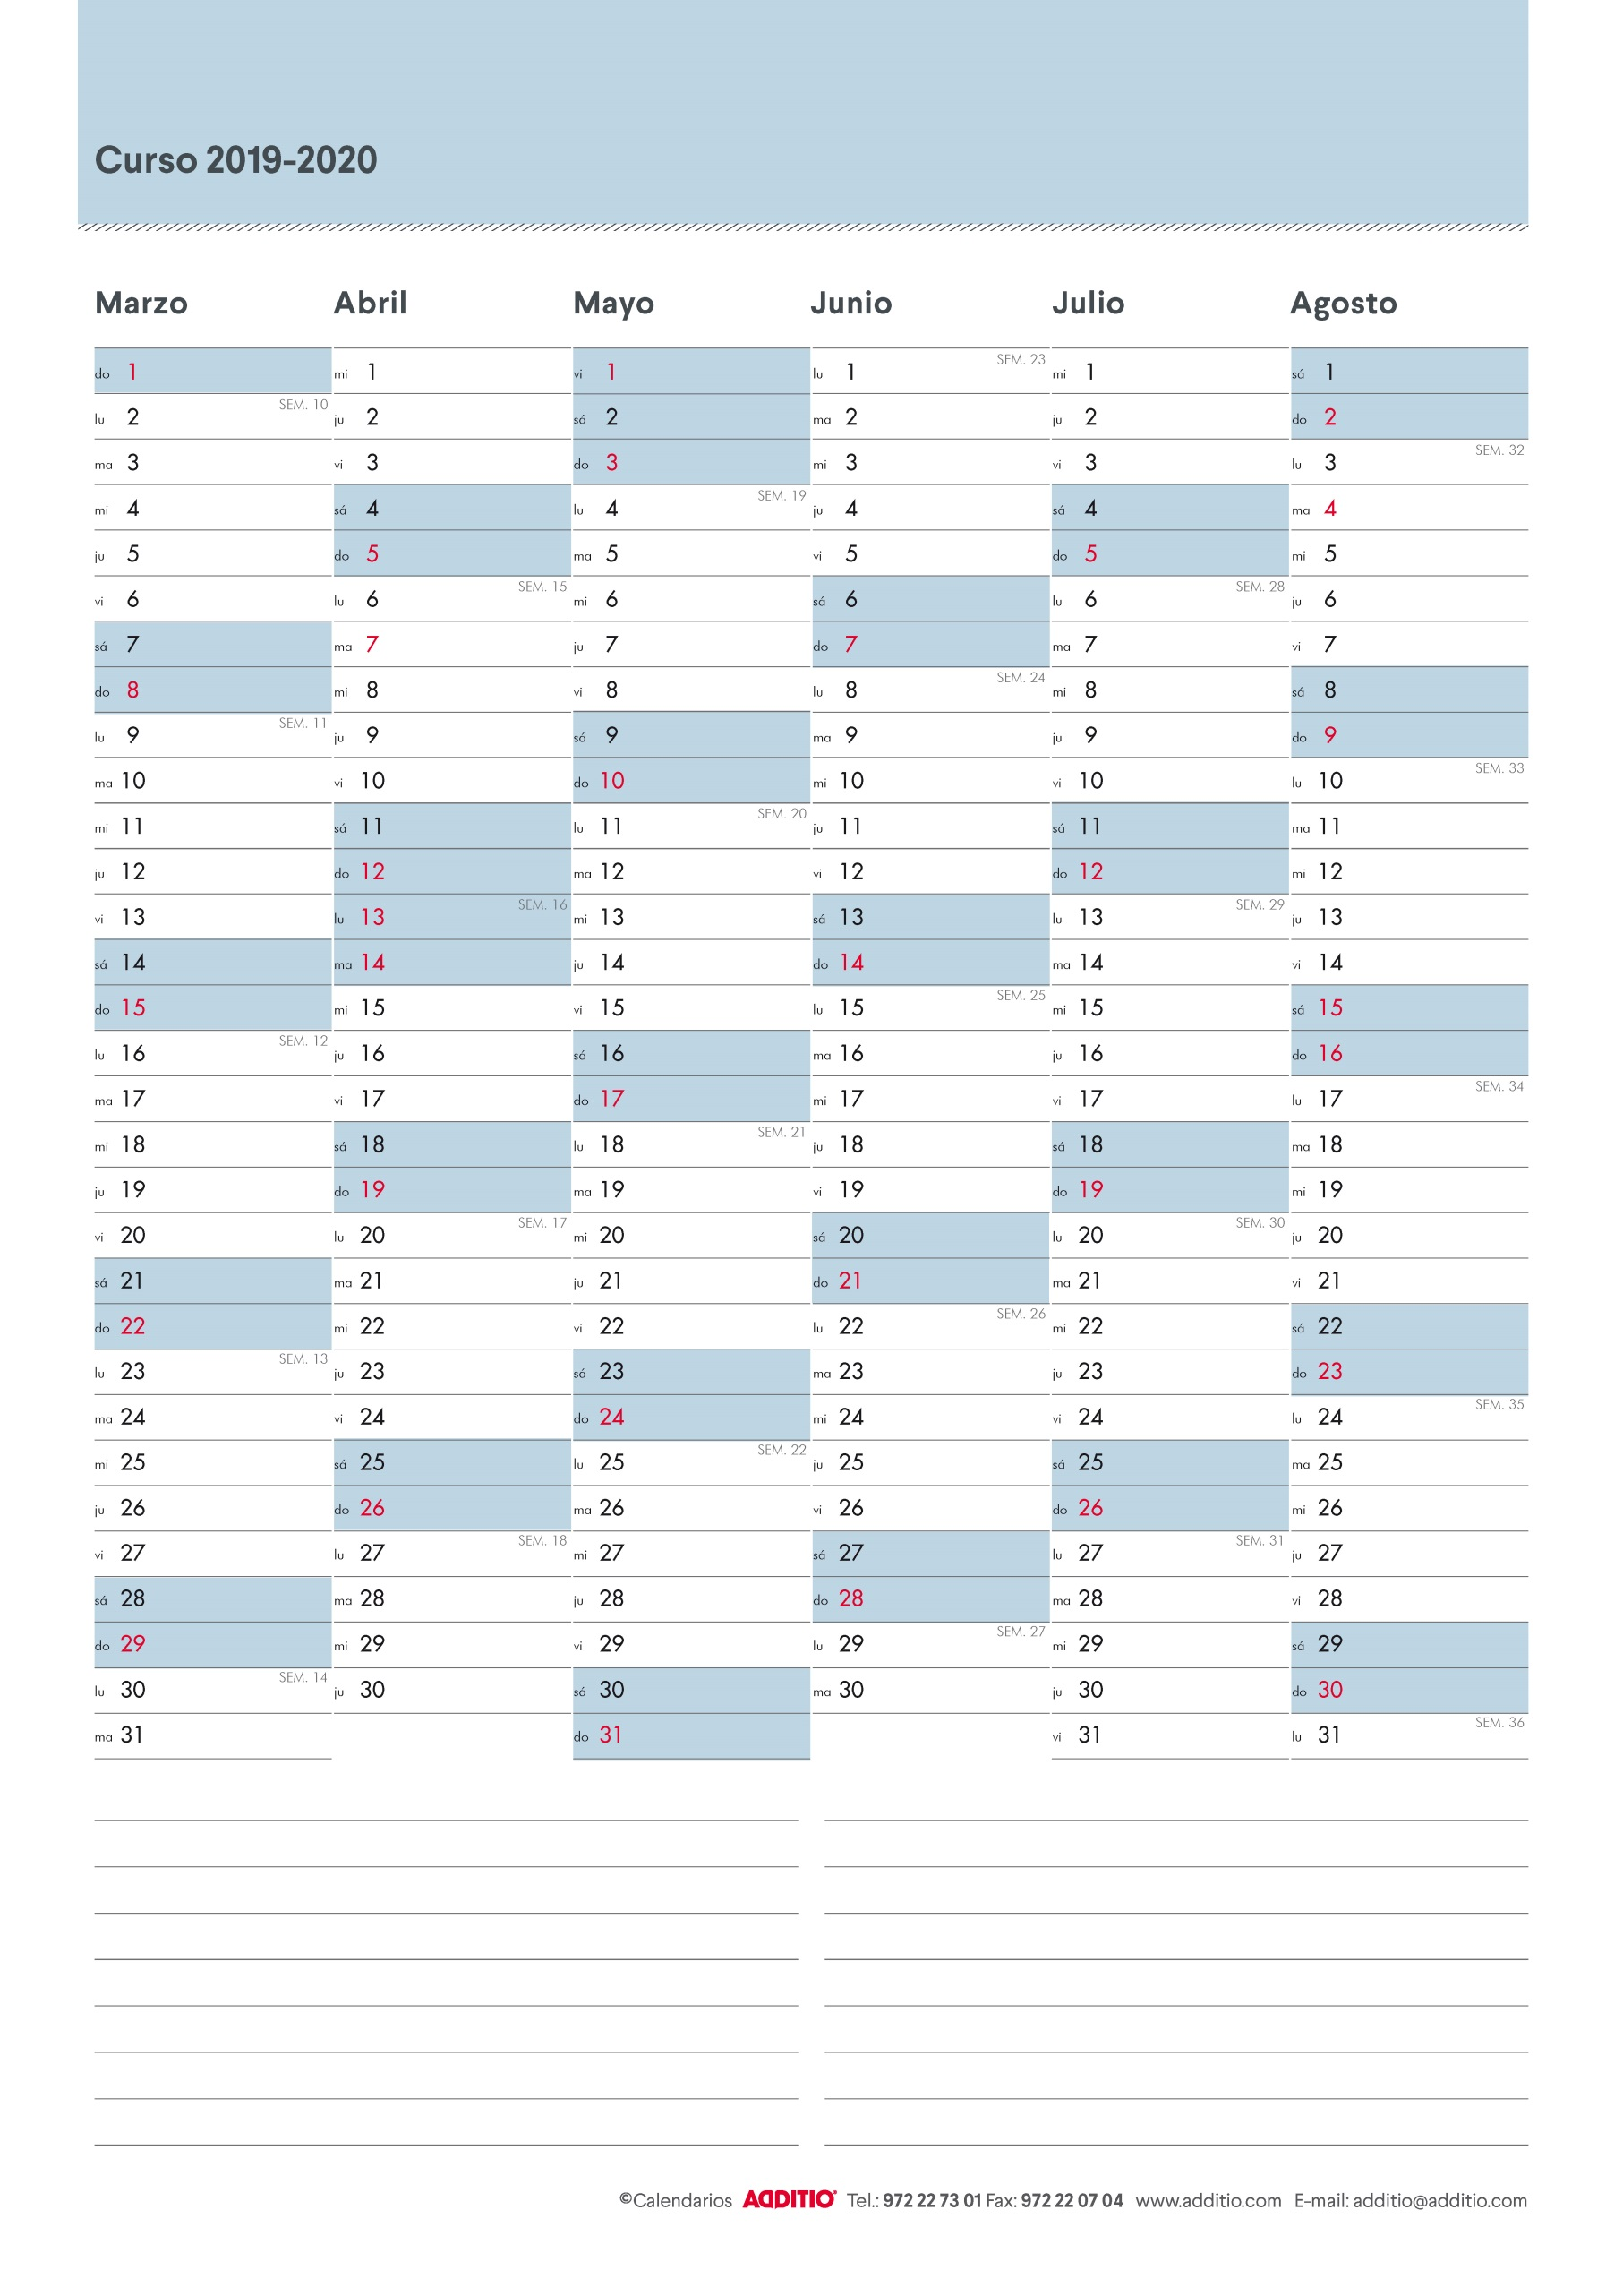 Curso 2019-2020
Marzo Abril Mayo Junio Julio Agosto
do 1 mi 1 vi 1 lu 1 SEM. 23 mi 1 sá 1
lu 2 SEM. 10 ju 2 sá 2 ma 2 ju 2 do 2
ma 3 vi 3 do 3 mi 3 vi 3 lu 3 SEM. 32
mi 4 sá 4 lu 4 SEM. 19 ju 4 sá 4 ma 4
ju 5 do 5 ma 5 vi 5 do 5 mi 5
vi 6 lu 6 SEM. 15 mi 6 sá 6 lu 6 SEM. 28 ju 6
sá 7 ma 7 ju 7 do 7 ma 7 vi 7
do 8 mi 8 vi 8 lu 8 SEM. 24 mi 8 sá 8
lu 9 SEM. 11 ju 9 sá 9 ma 9 ju 9 do 9
ma 10 vi 10 do 10 mi 10 vi 10 lu 10 SEM. 33
mi 11 sá 11 lu 11 SEM. 20 ju 11 sá 11 ma 11
ju 12 do 12 ma 12 vi 12 do 12 mi 12
vi 13 lu 13 SEM. 16 mi 13 sá 13 lu 13 SEM. 29 ju 13
sá 14 ma 14 ju 14 do 14 ma 14 vi 14
do 15 mi 15 vi 15 lu 15 SEM. 25 mi 15 sá 15
lu 16 SEM. 12 ju 16 sá 16 ma 16 ju 16 do 16
ma 17 vi 17 do 17 mi 17 vi 17 lu 17 SEM. 34
mi 18 sá 18 lu 18 SEM. 21 ju 18 sá 18 ma 18
ju 19 do 19 ma 19 vi 19 do 19 mi 19
vi 20 lu 20 SEM. 17 mi 20 sá 20 lu 20 SEM. 30 ju 20
sá 21 ma 21 ju 21 do 21 ma 21 vi 21
do 22 mi 22 vi 22 lu 22 SEM. 26 mi 22 sá 22
lu 23 SEM. 13 ju 23 sá 23 ma 23 ju 23 do 23
ma 24 vi 24 do 24 mi 24 vi 24 lu 24 SEM. 35
mi 25 sá 25 lu 25 SEM. 22 ju 25 sá 25 ma 25
ju 26 do 26 ma 26 vi 26 do 26 mi 26
vi 27 lu 27 SEM. 18 mi 27 sá 27 lu 27 SEM. 31 ju 27
sá 28 ma 28 ju 28 do 28 ma 28 vi 28
do 29 mi 29 vi 29 lu 29 SEM. 27 mi 29 sá 29
lu 30 SEM. 14 ju 30 sá 30 ma 30 ju 30 do 30
ma 31 do 31 vi 31 lu 31 SEM. 36
©Calendarios ADDITIO® Tel.: 972 22 73 01 Fax: 972 22 07 04 www.additio.com E-mail: additio@additio.com